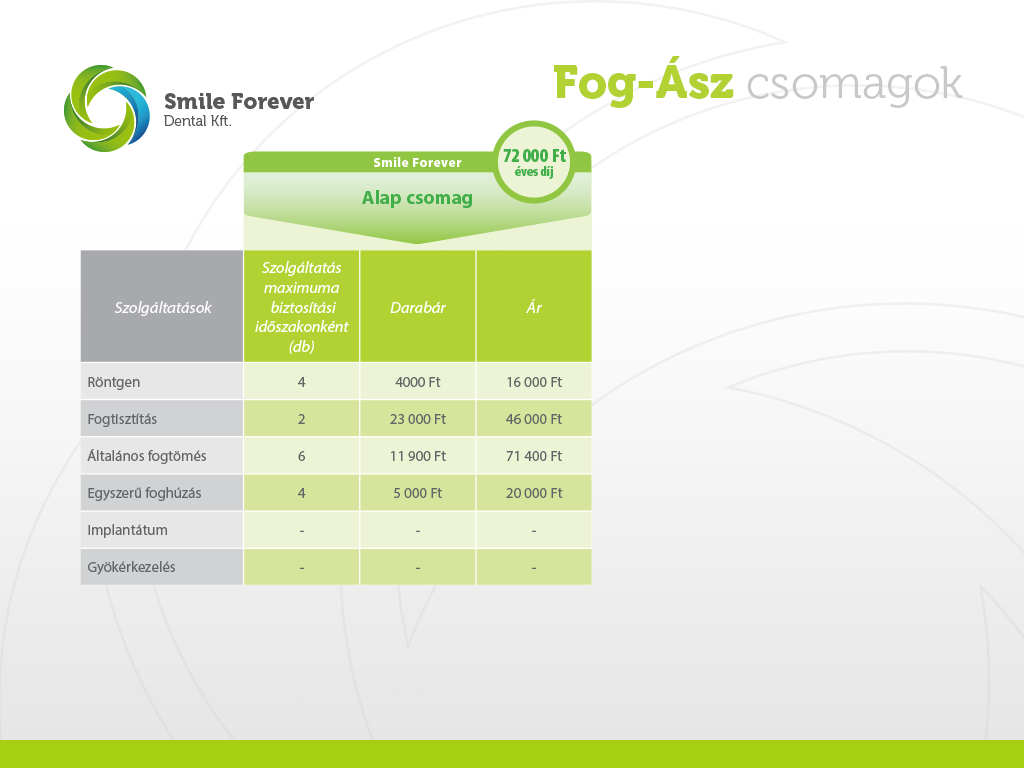 Smile Forever
Dental Kft.
Fog-Ász csomagok
Smile Forever
72 000 Ft
éves díj
Alap csomag
Szolgáltatások
Szolgáltatás
maximuma
biztosítási
időszakonként
(db)
Darabár
Ár
Röntgen 4 4000 Ft 16 000 Ft
Fogtisztítás 2 23 000 Ft 46 000 Ft
Általános fogtömés 6 11 900 Ft 71 400 Ft
Egyszerű foghúzás 4 5 000 Ft 20 000 Ft
Implantátum - - -
Gyökérkezelés - - -